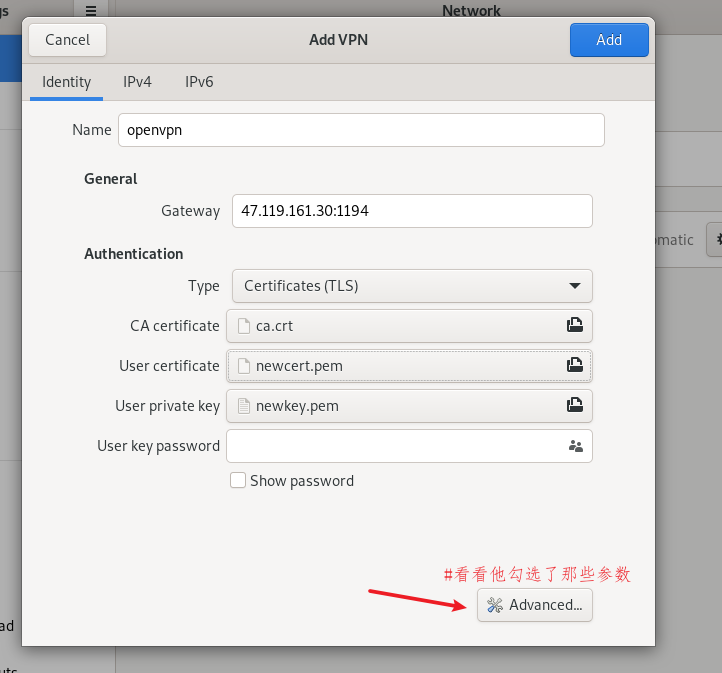 gs
Network
Cancel
Add VPN
Add
Identity
IPv4
IPv6
Name
openvpn
General
Gateway
47.119.161.30:1194
omatic
Authentication
Type
Certificates (TLS)
CA certificate
ca.crt
User certificate
newcert.pem
User private key
newkey.pem
User key password
Show password
#看看他勾选了那些参数
Advanced...
ad
uts